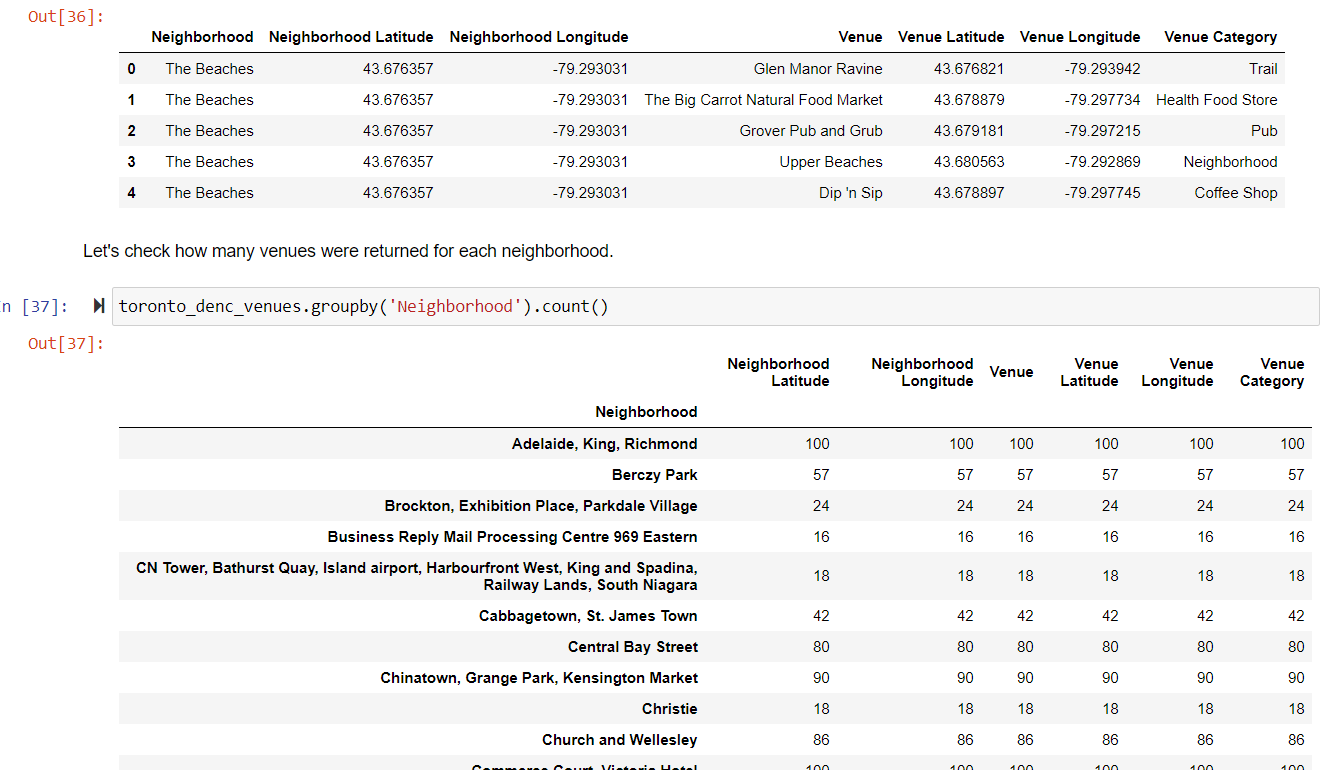 Out[36]:
Neighborhood Neighborhood Latitude Neighborhood Longitude Venue Venue Latitude Venue Longitude Venue Category
0 The Beaches 43.676357 -79.293031 Glen Manor Ravine 43.676821 -79.293942 Trail
1 The Beaches 43.676357 -79.293031 The Big Carrot Natural Food Market 43.678879 -79.297734 Health Food Store
2 The Beaches 43.676357 -79.293031 Grover Pub and Grub 43.679181 -79.297215 Pub
3 The Beaches 43.676357 -79.293031 Upper Beaches 43.680563 -79.292869 Neighborhood
4 The Beaches 43.676357 -79.293031 Dip 'n Sip 43.678897 -79.297745 Coffee Shop
Let's check how many venues were returned for each neighborhood.
n [37]: toronto_denc_venues.groupby('Neighborhood').count()
Out[37]:
Neighborhood Neighborhood Venue Venue Venue Venue
Latitude Longitude Latitude Longitude Category
Neighborhood
Adelaide, King, Richmond 100 100 100 100 100 100
Berczy Park 57 57 57 57 57 57
Brockton, Exhibition Place, Parkdale Village 24 24 24 24 24 24
Business Reply Mail Processing Centre 969 Eastern 16 16 16 16 16 16
CN Tower, Bathurst Quay, Island airport, Harbourfront West, King and Spadina,
Railway Lands, South Niagara 18 18 18 18 18 18
Cabbagetown, St. James Town 42 42 42 42 42 42
Central Bay Street 80 80 80 80 80 80
Chinatown, Grange Park, Kensington Market 90 90 90 90 90 90
Christie 18 18 18 18 18 18
Church and Wellesley 86 86 86 86 86 86
Commerce Court, Victoria Hotel 100 100 100 100 100 100